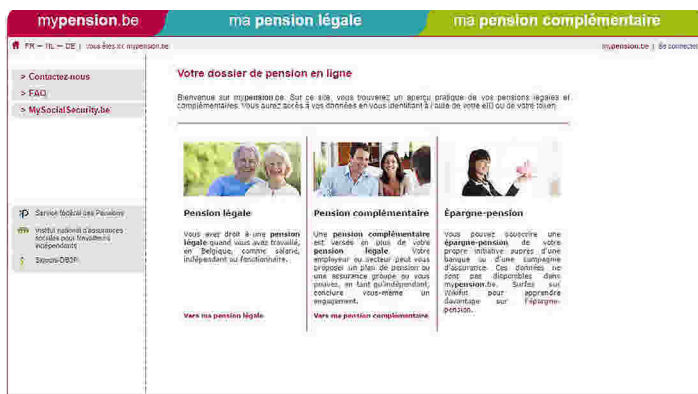 mypension.be
ma pension légale
ma pension complémentaire
FR — NL — DE | Vous êtes ici: mypension.be
mypension.be | Se connecter
> Contactez-nous
> FAQ
> MySocialSecurity.be
Service fédéral des Pensions
Institut national d'assurances
sociales pour travailleurs
indépendants
Sigedis-DB2P
Votre dossier de pension en ligne
Bienvenue sur mypension.be. Sur ce site, vous trouverez un aperçu pratique de vos pensions légales et
complémentaires. Vous aurez accès à vos données en vous identifiant à l'aide de votre eID ou de votre token.
Pension légale
Vous avez droit à une pension
légale quand vous avez travaillé,
en Belgique, comme salarié,
indépendant ou fonctionnaire.
Vers ma pension légale
Pension complémentaire
Une pension complémentaire
est versée en plus de votre
pension légale. Votre
employeur ou secteur peut vous
proposer un plan de pension ou
une assurance groupe ou vous
pouvez, en tant qu'indépendant,
conclure vous-même un
engagement.
Vers ma pension complémentaire
Épargne-pension
Vous pouvez souscrire une
épargne-pension de votre
propre initiative auprès d'une
banque ou d'une compagnie
d'assurance. Ces données ne
sont pas disponibles dans
mypension.be. Surfez sur
Wikifin pour apprendre
davantage sur l'épargne-
pension.